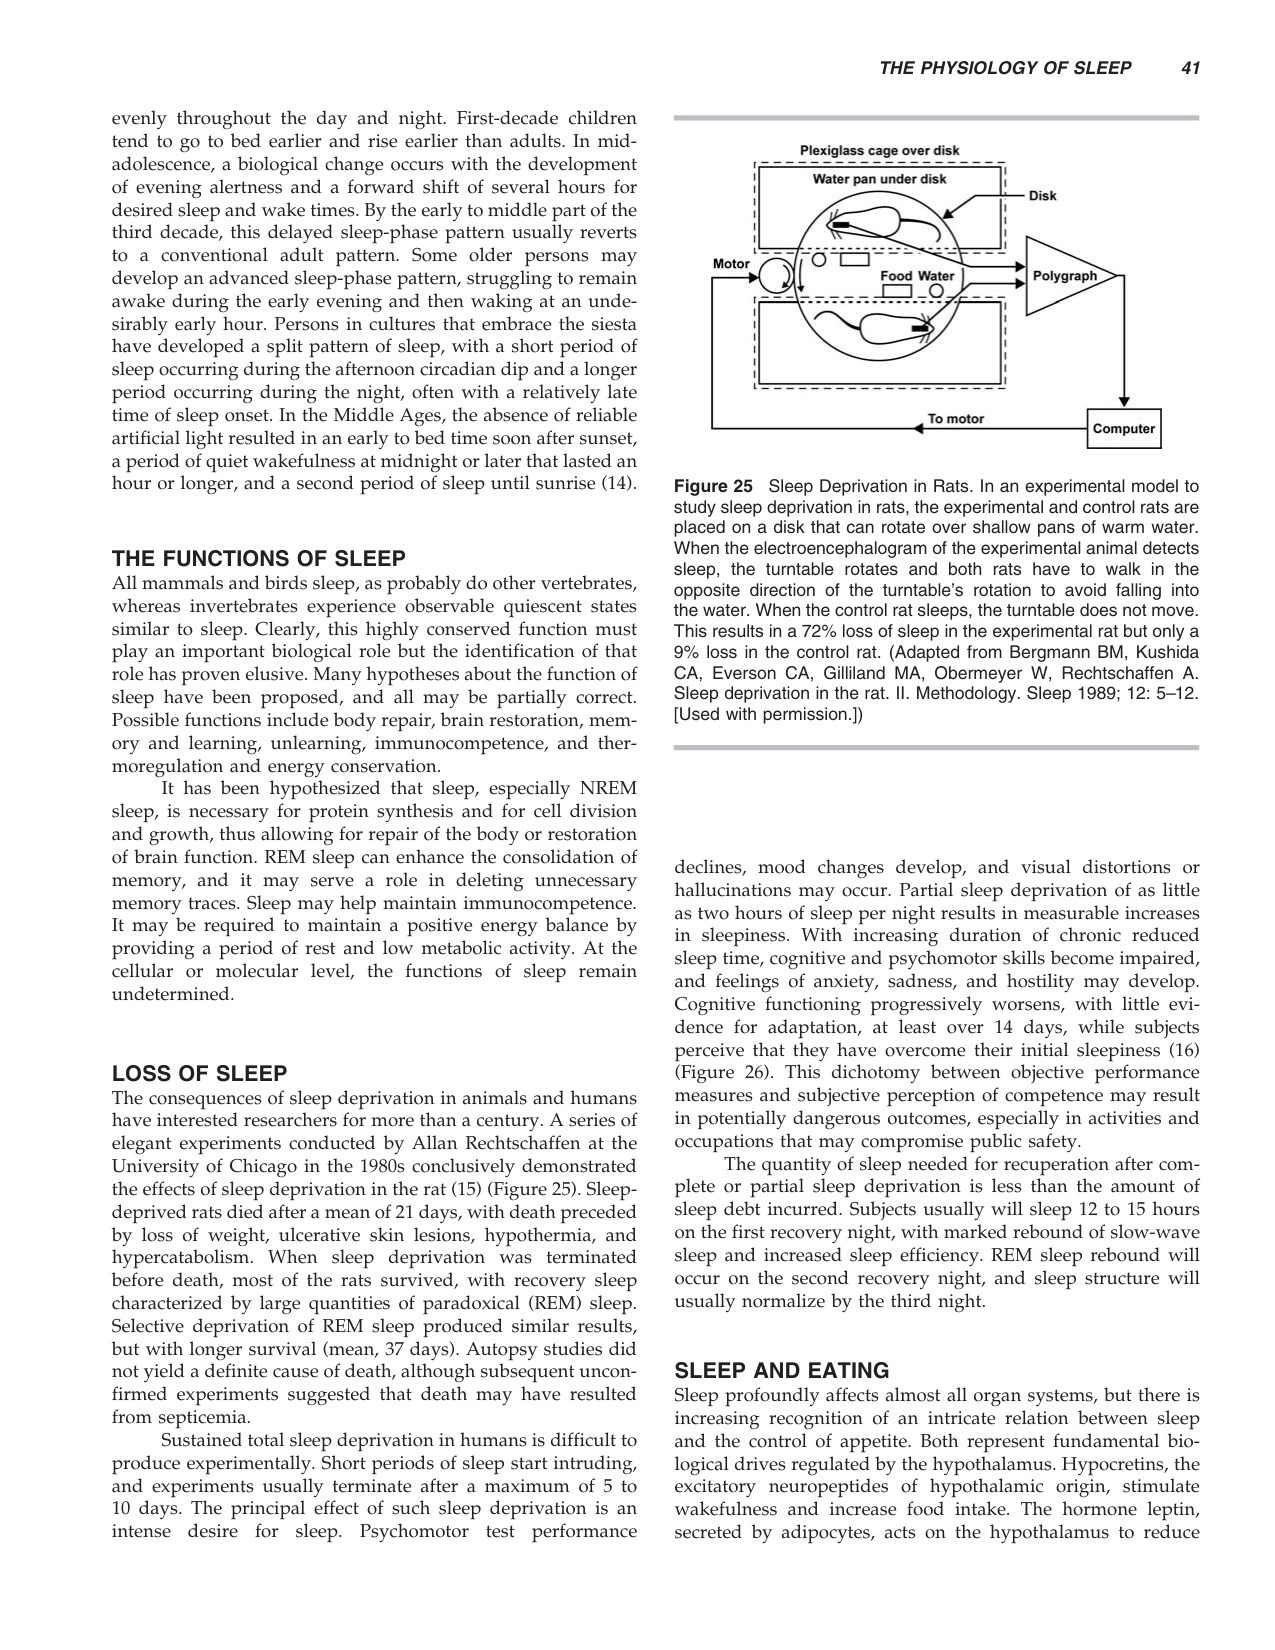 THE PHYSIOLOGY OF SLEEP 41
evenly throughout the day and night. First-decade children
tend to go to bed earlier and rise earlier than adults. In mid-
adolescence, a biological change occurs with the development
of evening alertness and a forward shift of several hours for
desired sleep and wake times. By the early to middle part of the
third decade, this delayed sleep-phase pattern usually reverts
to a conventional adult pattern. Some older persons may
develop an advanced sleep-phase pattern, struggling to remain
awake during the early evening and then waking at an unde-
sirably early hour. Persons in cultures that embrace the siesta
have developed a split pattern of sleep, with a short period of
sleep occurring during the afternoon circadian dip and a longer
period occurring during the night, often with a relatively late
time of sleep onset. In the Middle Ages, the absence of reliable
artificial light resulted in an early to bed time soon after sunset,
a period of quiet wakefulness at midnight or later that lasted an
hour or longer, and a second period of sleep until sunrise (14).
THE FUNCTIONS OF SLEEP
All mammals and birds sleep, as probably do other vertebrates,
whereas invertebrates experience observable quiescent states
similar to sleep. Clearly, this highly conserved function must
play an important biological role but the identification of that
role has proven elusive. Many hypotheses about the function of
sleep have been proposed, and all may be partially correct.
Possible functions include body repair, brain restoration, mem-
ory and learning, unlearning, immunocompetence, and ther-
moregulation and energy conservation.
It has been hypothesized that sleep, especially NREM
sleep, is necessary for protein synthesis and for cell division
and growth, thus allowing for repair of the body or restoration
of brain function. REM sleep can enhance the consolidation of
memory, and it may serve a role in deleting unnecessary
memory traces. Sleep may help maintain immunocompetence.
It may be required to maintain a positive energy balance by
providing a period of rest and low metabolic activity. At the
cellular or molecular level, the functions of sleep remain
undetermined.
LOSS OF SLEEP
The consequences of sleep deprivation in animals and humans
have interested researchers for more than a century. A series of
elegant experiments conducted by Allan Rechtschaffen at the
University of Chicago in the 1980s conclusively demonstrated
the effects of sleep deprivation in the rat (15) (Figure 25). Sleep-
deprived rats died after a mean of 21 days, with death preceded
by loss of weight, ulcerative skin lesions, hypothermia, and
hypercatabolism. When sleep deprivation was terminated
before death, most of the rats survived, with recovery sleep
characterized by large quantities of paradoxical (REM) sleep.
Selective deprivation of REM sleep produced similar results,
but with longer survival (mean, 37 days). Autopsy studies did
not yield a definite cause of death, although subsequent uncon-
firmed experiments suggested that death may have resulted
from septicemia.
Sustained total sleep deprivation in humans is difficult to
produce experimentally. Short periods of sleep start intruding,
and experiments usually terminate after a maximum of 5 to
10 days. The principal effect of such sleep deprivation is an
intense desire for sleep. Psychomotor test performance
Plexiglass cage over disk
Water pan under disk
Disk
Motor
Food Water
Polygraph
To motor
Computer
Figure 25 Sleep Deprivation in Rats. In an experimental model to
study sleep deprivation in rats, the experimental and control rats are
placed on a disk that can rotate over shallow pans of warm water.
When the electroencephalogram of the experimental animal detects
sleep, the turntable rotates and both rats have to walk in the
opposite direction of the turntable's rotation to avoid falling into
the water. When the control rat sleeps, the turntable does not move.
This results in a 72% loss of sleep in the experimental rat but only a
9% loss in the control rat. (Adapted from Bergmann BM, Kushida
CA, Everson CA, Gilliland MA, Obermeyer W, Rechtschaffen A.
Sleep deprivation in the rat. II. Methodology. Sleep 1989; 12: 5–12.
[Used with permission.])
declines, mood changes develop, and visual distortions or
hallucinations may occur. Partial sleep deprivation of as little
as two hours of sleep per night results in measurable increases
in sleepiness. With increasing duration of chronic reduced
sleep time, cognitive and psychomotor skills become impaired,
and feelings of anxiety, sadness, and hostility may develop.
Cognitive functioning progressively worsens, with little evi-
dence for adaptation, at least over 14 days, while subjects
perceive that they have overcome their initial sleepiness (16)
(Figure 26). This dichotomy between objective performance
measures and subjective perception of competence may result
in potentially dangerous outcomes, especially in activities and
occupations that may compromise public safety.
The quantity of sleep needed for recuperation after com-
plete or partial sleep deprivation is less than the amount of
sleep debt incurred. Subjects usually will sleep 12 to 15 hours
on the first recovery night, with marked rebound of slow-wave
sleep and increased sleep efficiency. REM sleep rebound will
occur on the second recovery night, and sleep structure will
usually normalize by the third night.
SLEEP AND EATING
Sleep profoundly affects almost all organ systems, but there is
increasing recognition of an intricate relation between sleep
and the control of appetite. Both represent fundamental bio-
logical drives regulated by the hypothalamus. Hypocretins, the
excitatory neuropeptides of hypothalamic origin, stimulate
wakefulness and increase food intake. The hormone leptin,
secreted by adipocytes, acts on the hypothalamus to reduce